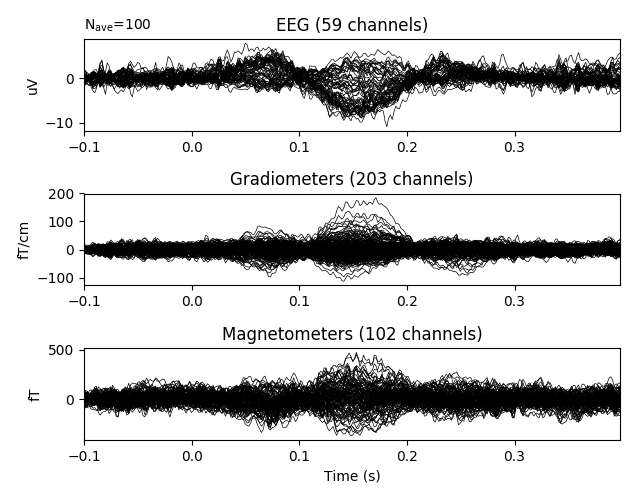 N_ave=100
EEG (59 channels)
0
−10
uV
−0.1 0.0 0.1 0.2 0.3
Gradiometers (203 channels)
200
100
0
−100
fT/cm
−0.1 0.0 0.1 0.2 0.3
Magnetometers (102 channels)
500
0
fT
−0.1 0.0 0.1 0.2 0.3
Time (s)